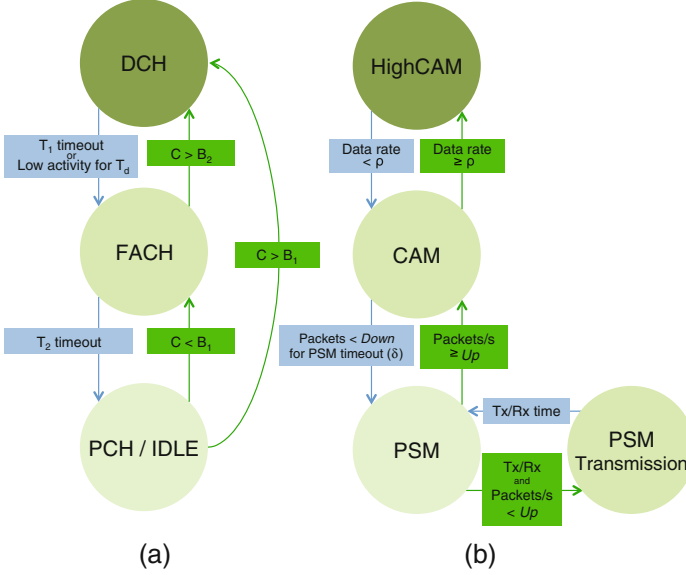 DCH
T1 timeout
or
Low activity for Td
C > B2
FACH
C > B1
T2 timeout
C < B1
PCH / IDLE
(a)
HighCAM
Data rate
< ρ
Data rate
≥ ρ
CAM
Packets < Down
for PSM timeout (δ)
Packets/s
≥ Up
PSM
Tx/Rx time
PSM
Transmission
Tx/Rx
and
Packets/s
< Up
(b)